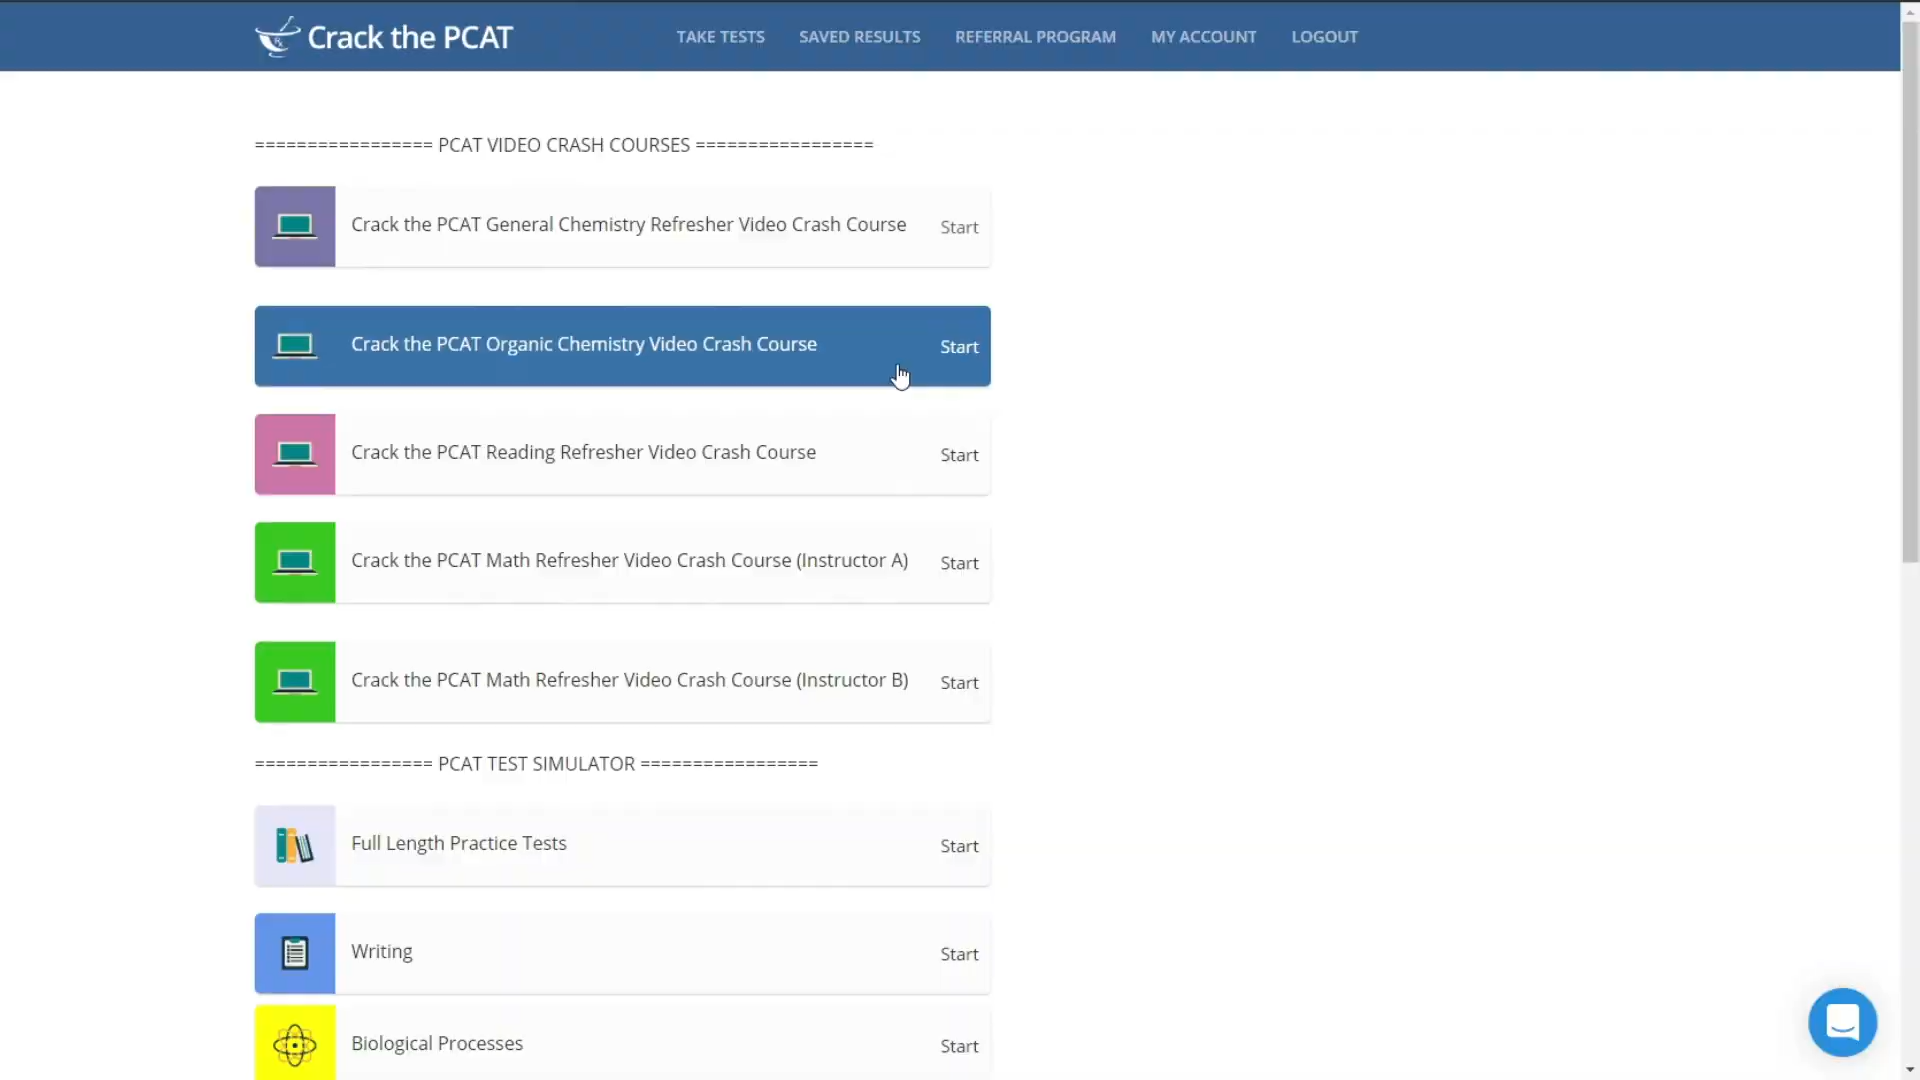 Crack the PCAT
TAKE TESTS
SAVED RESULTS
REFERRAL PROGRAM
MY ACCOUNT
LOGOUT
================= PCAT VIDEO CRASH COURSES =================
Crack the PCAT General Chemistry Refresher Video Crash Course Start
Crack the PCAT Organic Chemistry Video Crash Course Start
Crack the PCAT Reading Refresher Video Crash Course Start
Crack the PCAT Math Refresher Video Crash Course (Instructor A) Start
Crack the PCAT Math Refresher Video Crash Course (Instructor B) Start
================= PCAT TEST SIMULATOR =================
Full Length Practice Tests Start
Writing Start
Biological Processes Start